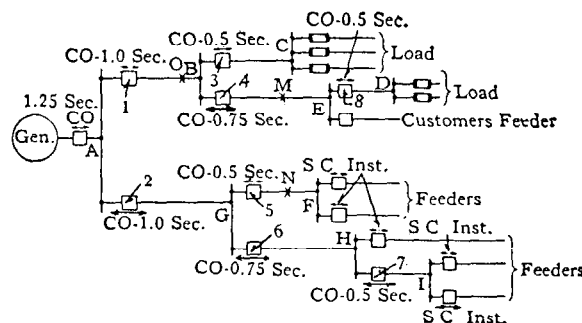 CO-0.5 Sec.
C
CO-0.5 Sec.
CO-1.0 Sec.
O
B
3
4
M
D
Load
Load
1.25 Sec.
CO
1
CO-0.75 Sec.
E
8
Customers Feeder
Gen.
A
2
CO-0.5 Sec.
N
S C Inst.
Feeders
G
5
F
6
S C Inst.
CO-1.0 Sec.
H
CO-0.75 Sec.
7
I
Feeders
CO-0.5 Sec.
S C Inst.